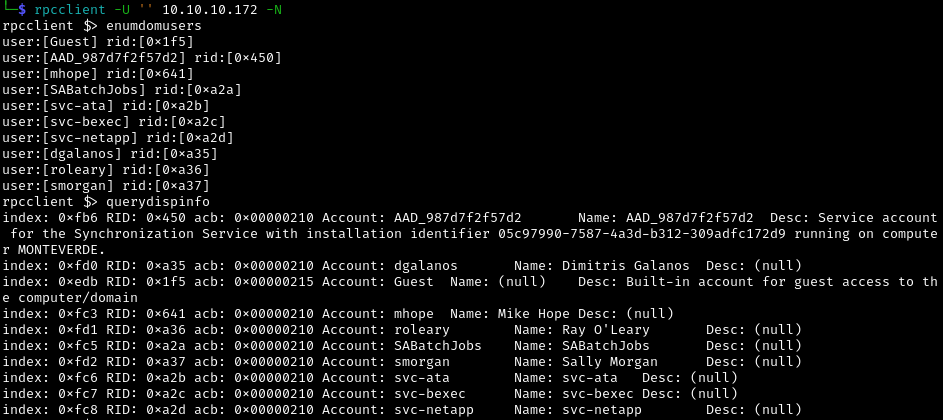 └─$ rpcclient -U '' 10.10.10.172 -N
rpcclient $> enumdomusers
user:[Guest] rid:[0×1f5]
user:[AAD_987d7f2f57d2] rid:[0×450]
user:[mhope] rid:[0×641]
user:[SABatchJobs] rid:[0×a2a]
user:[svc-ata] rid:[0×a2b]
user:[svc-bexec] rid:[0×a2c]
user:[svc-netapp] rid:[0×a2d]
user:[dgalanos] rid:[0×a35]
user:[roleary] rid:[0×a36]
user:[smorgan] rid:[0×a37]
rpcclient $> querydispinfo
index: 0×fb6 RID: 0×450 acb: 0×00000210 Account: AAD_987d7f2f57d2       Name: AAD_987d7f2f57d2  Desc: Service account
 for the Synchronization Service with installation identifier 05c97990-7587-4a3d-b312-309adfc172d9 running on compute
r MONTEVERDE.
index: 0×fd0 RID: 0×a35 acb: 0×00000210 Account: dgalanos       Name: Dimitris Galanos  Desc: (null)
index: 0×edb RID: 0×1f5 acb: 0×00000215 Account: Guest  Name: (null)    Desc: Built-in account for guest access to th
e computer/domain
index: 0×fc3 RID: 0×641 acb: 0×00000210 Account: mhope  Name: Mike Hope Desc: (null)
index: 0×fd1 RID: 0×a36 acb: 0×00000210 Account: roleary        Name: Ray O'Leary       Desc: (null)
index: 0×fc5 RID: 0×a2a acb: 0×00000210 Account: SABatchJobs    Name: SABatchJobs       Desc: (null)
index: 0×fd2 RID: 0×a37 acb: 0×00000210 Account: smorgan        Name: Sally Morgan      Desc: (null)
index: 0×fc6 RID: 0×a2b acb: 0×00000210 Account: svc-ata        Name: svc-ata   Desc: (null)
index: 0×fc7 RID: 0×a2c acb: 0×00000210 Account: svc-bexec      Name: svc-bexec Desc: (null)
index: 0×fc8 RID: 0×a2d acb: 0×00000210 Account: svc-netapp     Name: svc-netapp        Desc: (null)